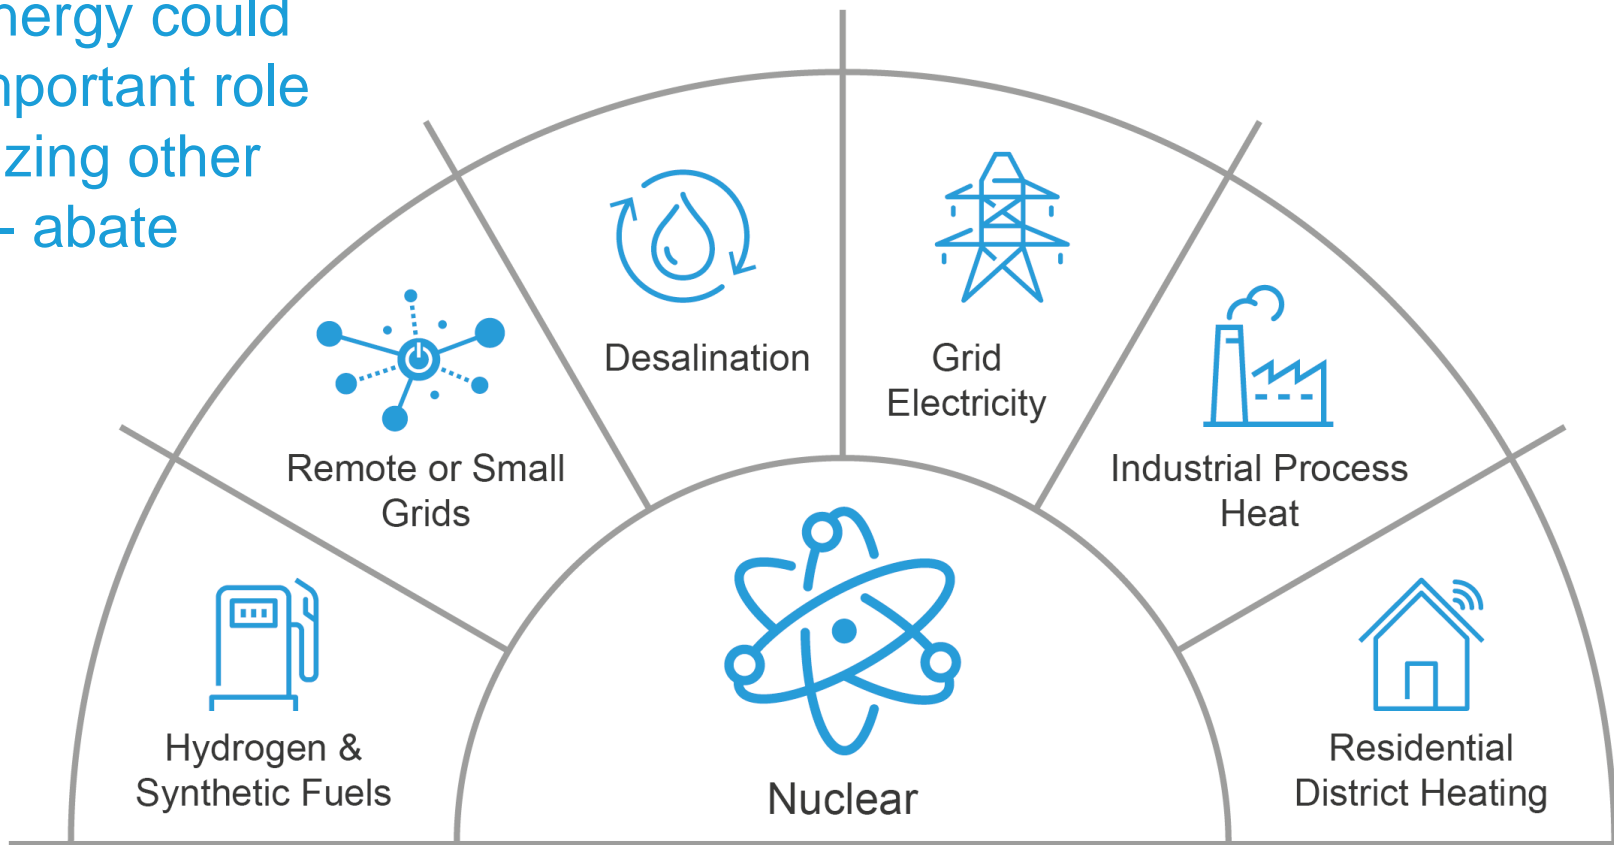 nergy could
mportant role
zing other
- abate
Desalination
Grid
Electricity
Remote or Small
Grids
Industrial Process
Heat
Hydrogen &
Synthetic Fuels
Nuclear
Residential
District Heating